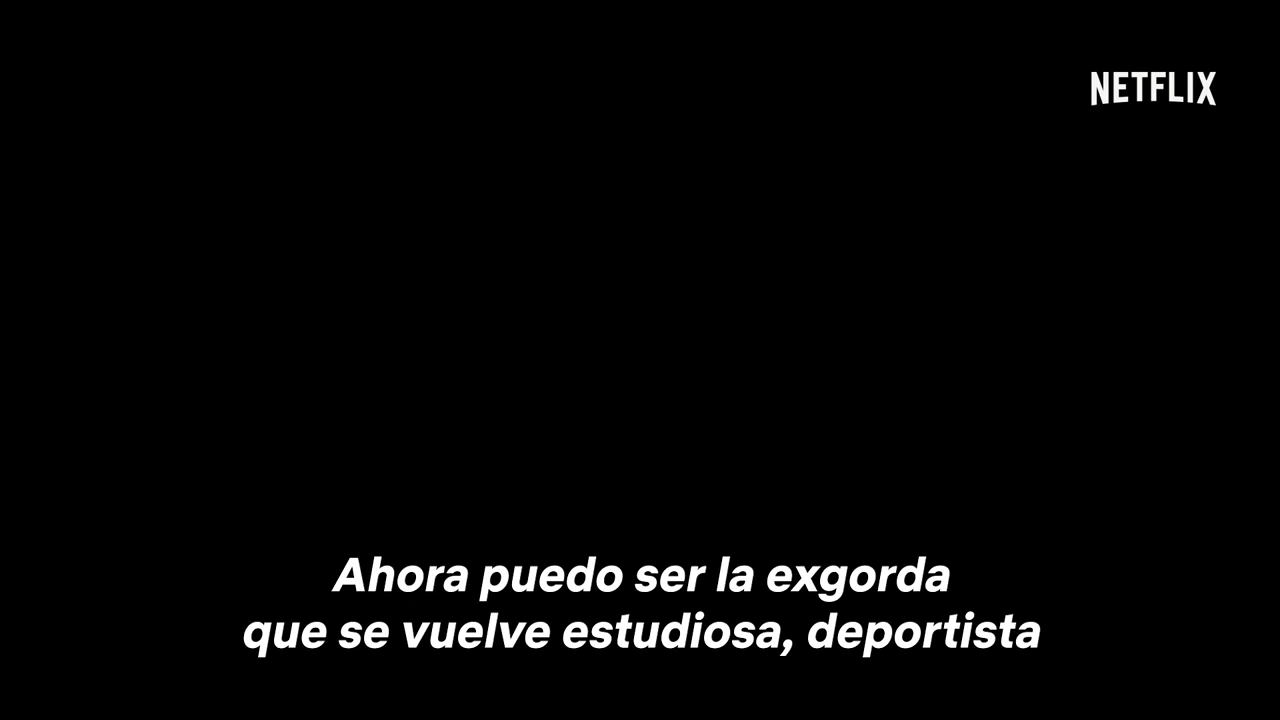 NETFLIX
Ahora puedo ser la exgorda
que se vuelve estudiosa, deportista